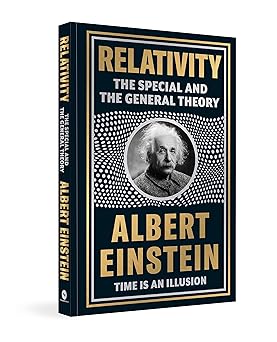 RELATIVITY
THE SPECIAL AND
THE GENERAL THEORY
ALBERT
EINSTEIN
TIME IS AN ILLUSION
RELATIVITY
THE SPECIAL AND
THE GENERAL THEORY
ALBERT EINSTEIN